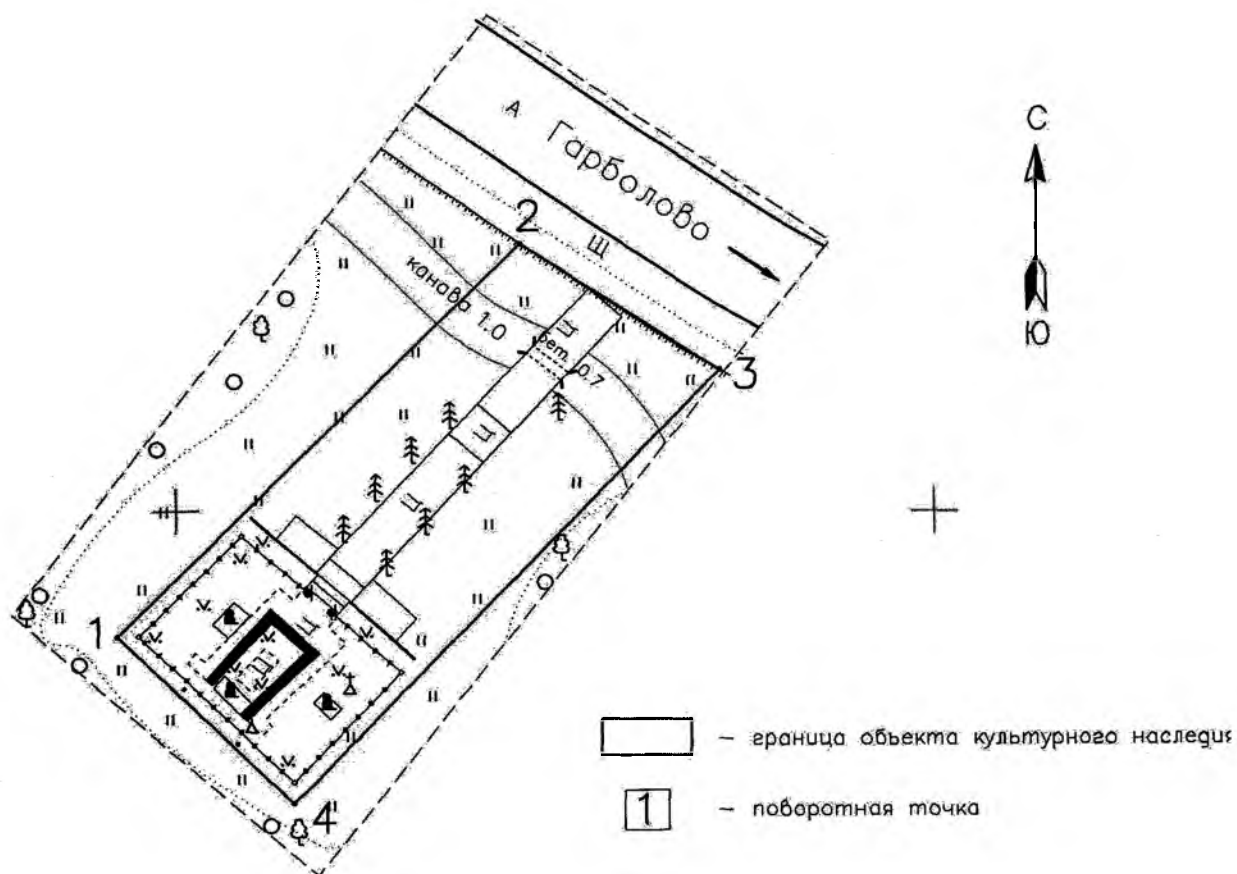 А Гарболово
Щ
2
канава 1.0
Ц
бет.
0.7
3
Ц
Ц
1
Ц
Ц
4
С
Ю
– граница объекта культурного наследия
1 – поворотная точка